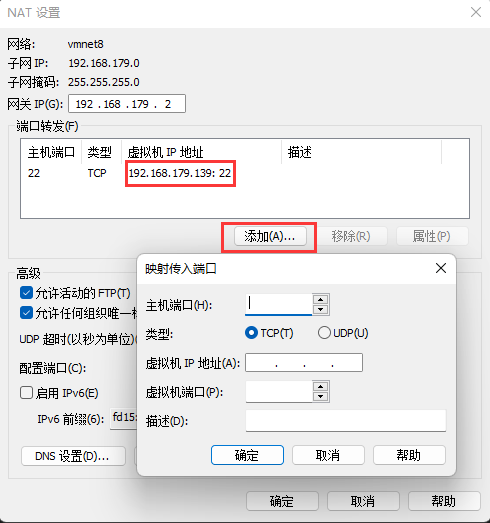 NAT 设置
网络: vmnet8
子网 IP: 192.168.179.0
子网掩码: 255.255.255.0
网关 IP(G): 192 . 168 . 179 . 2
端口转发(F)
主机端口 类型 虚拟机 IP 地址 描述
22 TCP 192.168.179.139: 22
添加(A)... 移除(R) 属性(P)
高级
允许活动的 FTP(T)
允许任何组织唯一
UDP 超时(以秒为单位)
配置端口(C):
启用 IPv6(E)
IPv6 前缀(6): fd15:
DNS 设置(D)...
映射传入端口
主机端口(H):
类型: TCP(T) UDP(U)
虚拟机 IP 地址(A): . . .
虚拟机端口(P):
描述(D):
确定 取消 帮助
确定 取消 帮助